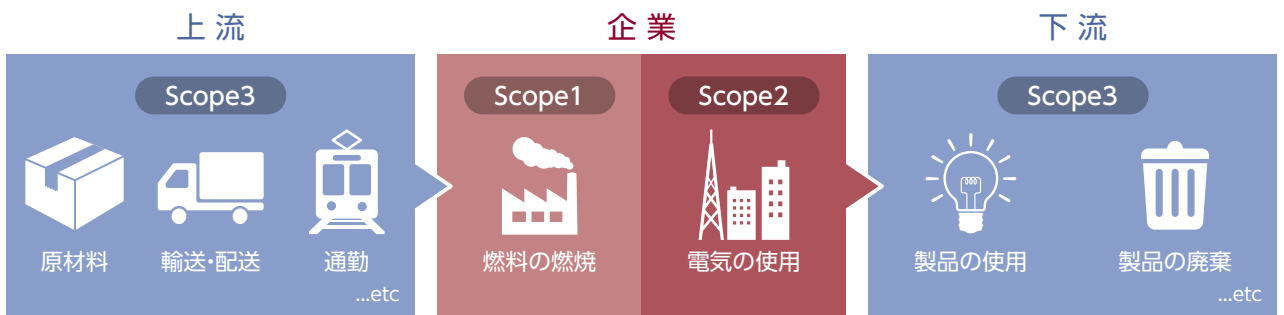 上流
Scope3
原材料
輸送・配送
通勤
...etc
企業
Scope1
燃料の燃焼
Scope2
電気の使用
下流
Scope3
製品の使用
製品の廃棄
...etc